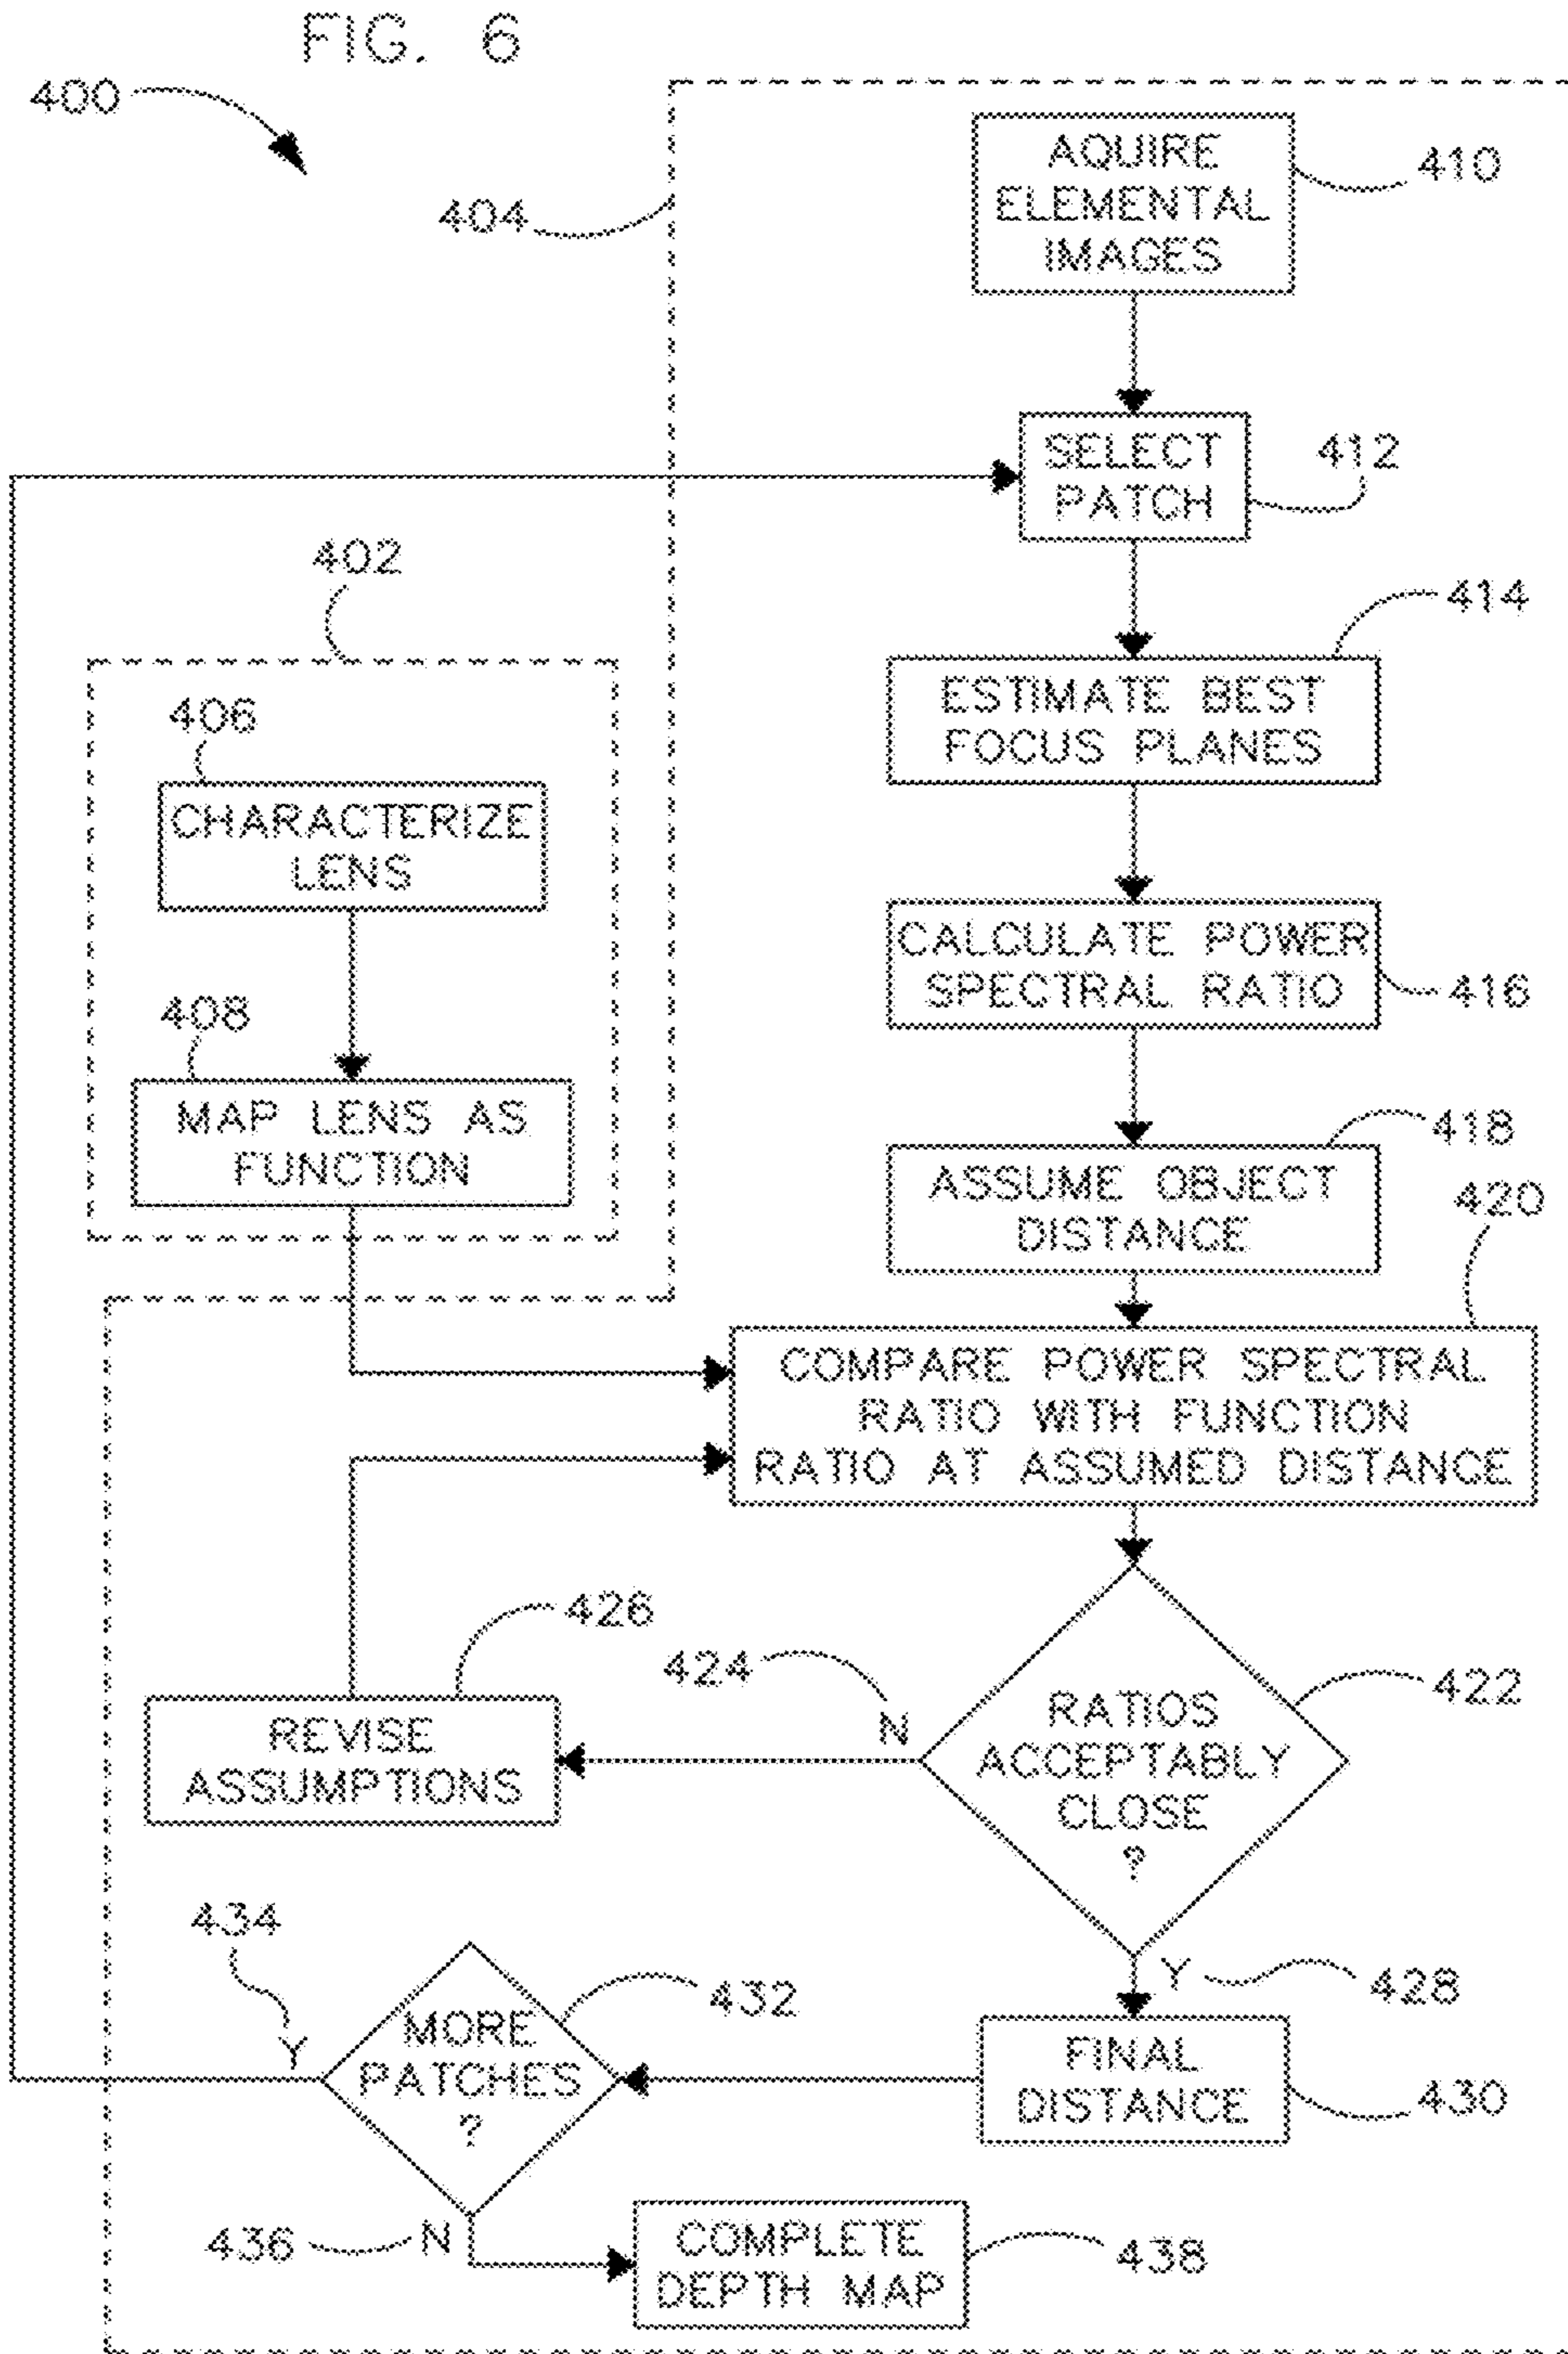 FIG. 6
400
404
AQUIRE
ELEMENTAL
IMAGES
410
SELECT
PATCH
412
402
414
ESTIMATE BEST
FOCUS PLANES
406
CHARACTERIZE
LENS
CALCULATE POWER
SPECTRAL RATIO
416
408
MAP LENS AS
FUNCTION
418
ASSUME OBJECT
DISTANCE
420
COMPARE POWER SPECTRAL
RATIO WITH FUNCTION
RATIO AT ASSUMED DISTANCE
426
424
N
422
RATIOS
ACCEPTABLY
CLOSE
?
REVISE
ASSUMPTIONS
434
Y
432
MORE
PATCHES
?
Y
428
FINAL
DISTANCE
430
436
N
COMPLETE
DEPTH MAP
438